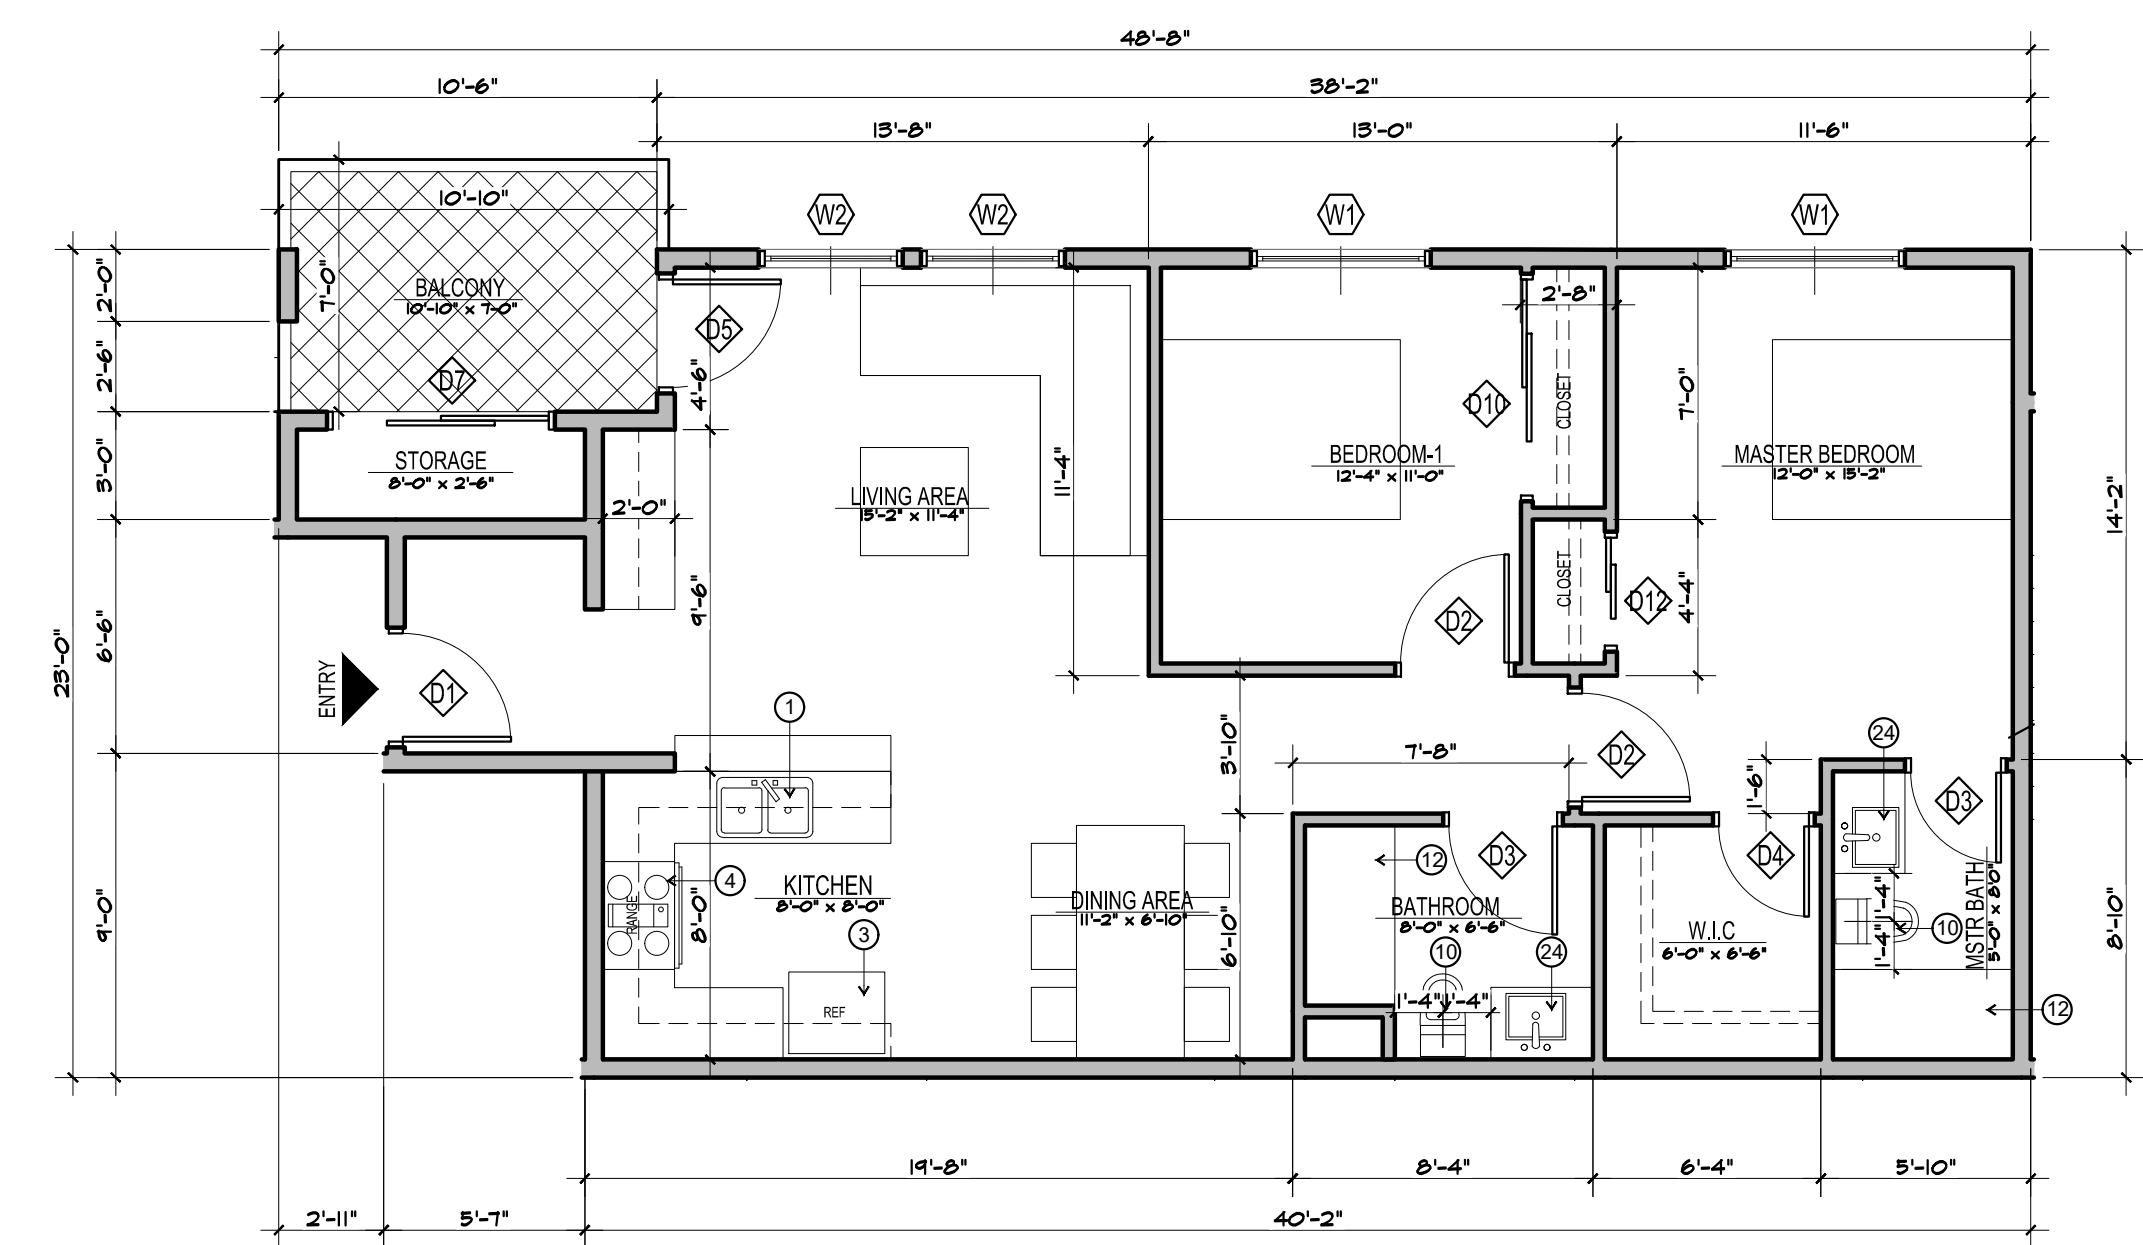 48'-8"
10'-6"
38'-2"
13'-8"
13'-0"
11'-6"
10'-10"
W2
W2
W1
W1
2'-0"
7'-0"
BALCONY
10'-10" x 7'-0"
D5
2'-8"
2'-6"
D7
4'-6"
D10
CLOSET
7'-0"
3'-0"
STORAGE
8'-0" x 2'-6"
2'-0"
LIVING AREA
15'-2" x 11'-4"
11'-4"
BEDROOM-1
12'-4" x 11'-0"
MASTER BEDROOM
12'-0" x 15'-2"
14'-2"
23'-0"
6'-6"
9'-6"
CLOSET
D2
D12
4'-4"
ENTRY
D1
1
3'-10"
7'-8"
D2
1'-6"
24
D3
9'-0"
4
KITCHEN
8'-0" x 8'-0"
8'-0"
RANGE
3
REF
DINING AREA
11'-2" x 6'-10"
6'-10"
12
D3
BATHROOM
8'-0" x 6'-6"
10
24
1'-4"
1'-4"
D4
W.I.C
6'-0" x 6'-6"
1'-4"
1'-4"
10
MSTR BATH
5'-0" x 8'0"
12
8'-10"
19'-8"
8'-4"
6'-4"
5'-10"
2'-11"
5'-7"
40'-2"